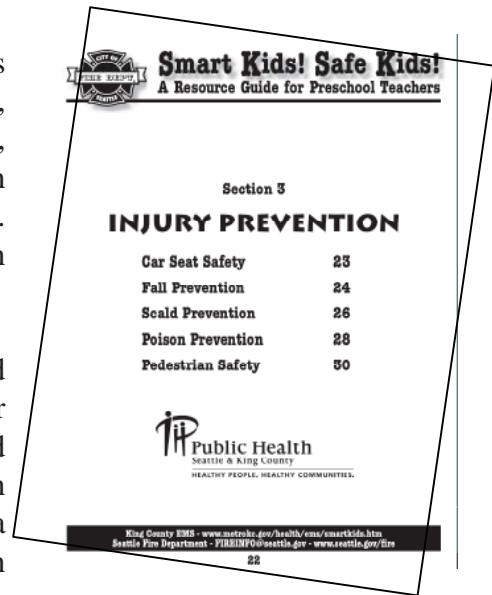 CITY OF
FIRE DEPT.
SEATTLE
Smart Kids! Safe Kids!
A Resource Guide for Preschool Teachers
Section 3
INJURY PREVENTION
Car Seat Safety 23
Fall Prevention 24
Scald Prevention 26
Poison Prevention 28
Pedestrian Safety 30
Public Health
Seattle & King County
HEALTHY PEOPLE. HEALTHY COMMUNITIES.
King County EMS - www.metrokc.gov/health/ems/smartkids.htm
Seattle Fire Department - FIREINFO@seattle.gov - www.seattle.gov/fire
22